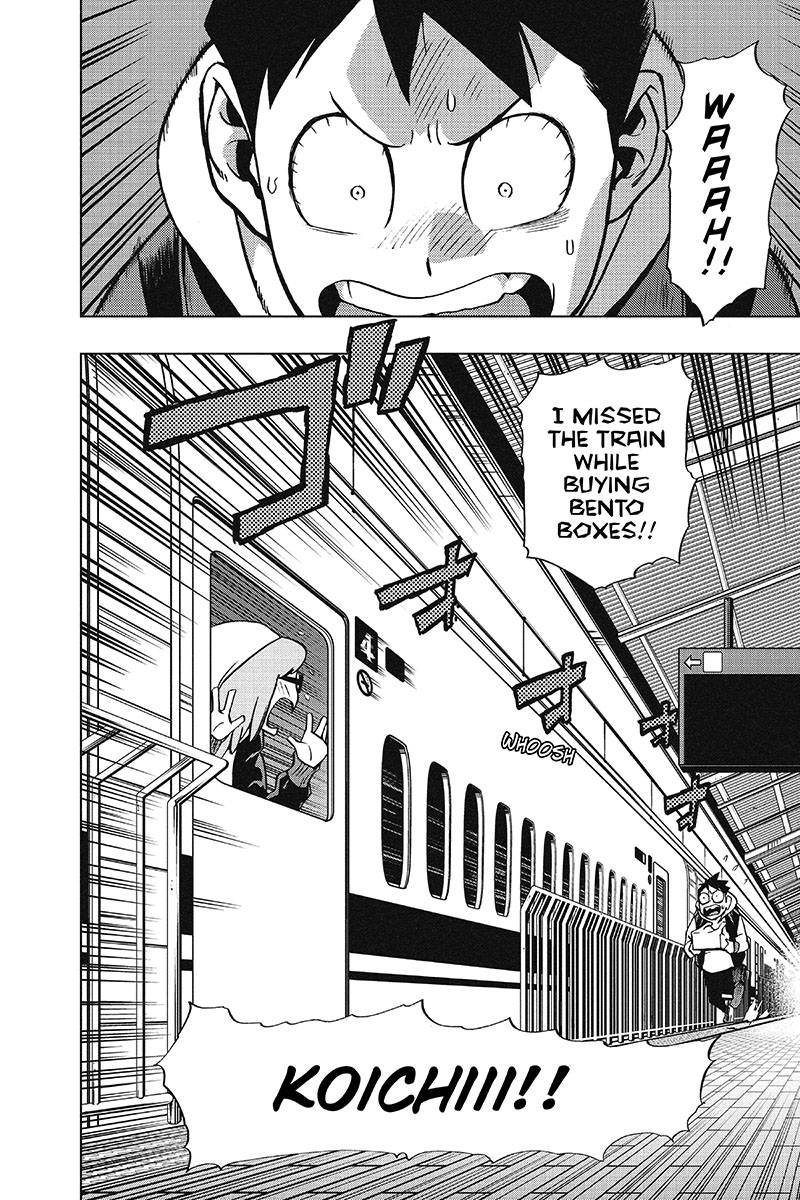 WAAAH!!
I MISSED
THE TRAIN
WHILE
BUYING
BENTO
BOXES!!
ゴ
オ
オ
オ
オ
4
WHOOSH
KOICHIII!!